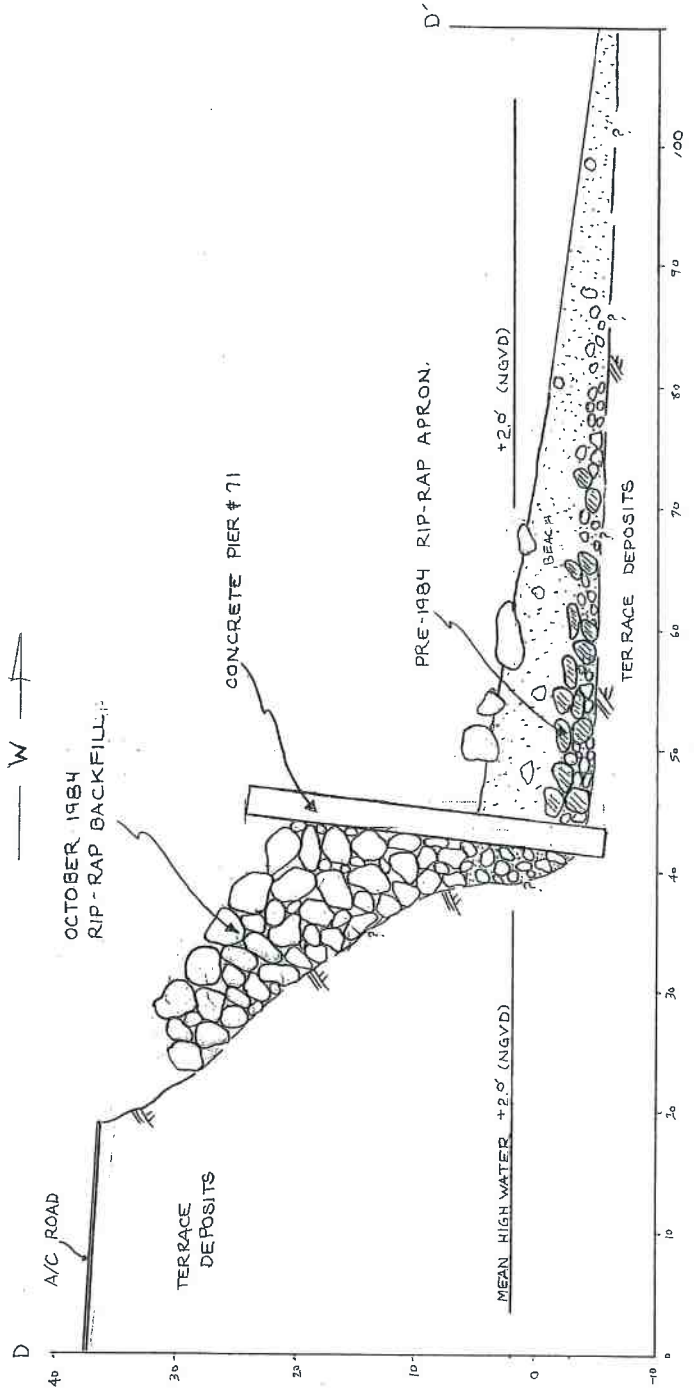 — W —
D
D'
A/C ROAD
OCTOBER 1984
RIP-RAP BACKFILL
CONCRETE PIER # 71
PRE-1984 RIP-RAP APRON.
+2.0' (NGVD)
TERRACE
DEPOSITS
BEACH
MEAN HIGH WATER +2.0' (NGVD)
TERRACE DEPOSITS
?
?
?
?
?
?
40
30
20
10
0
-10
0
10
20
30
40
50
60
70
80
90
100